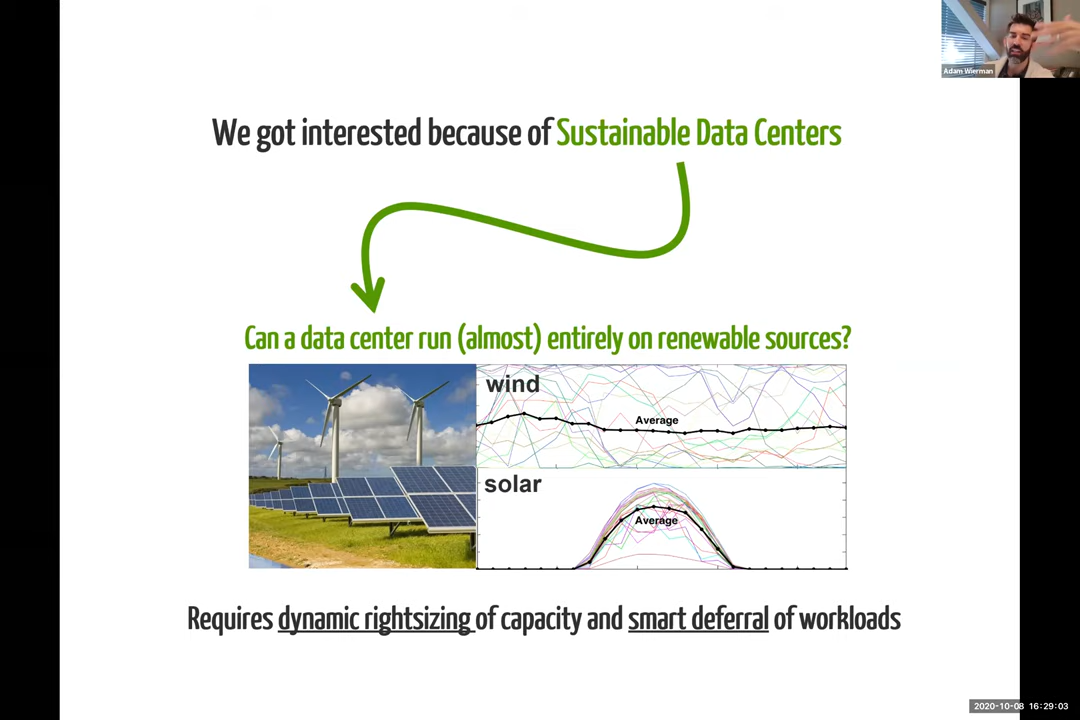 Adam Wierman
We got interested because of Sustainable Data Centers
Can a data center run (almost) entirely on renewable sources?
wind
Average
solar
Average
Requires dynamic rightsizing of capacity and smart deferral of workloads
2020-10-08 16:29:03